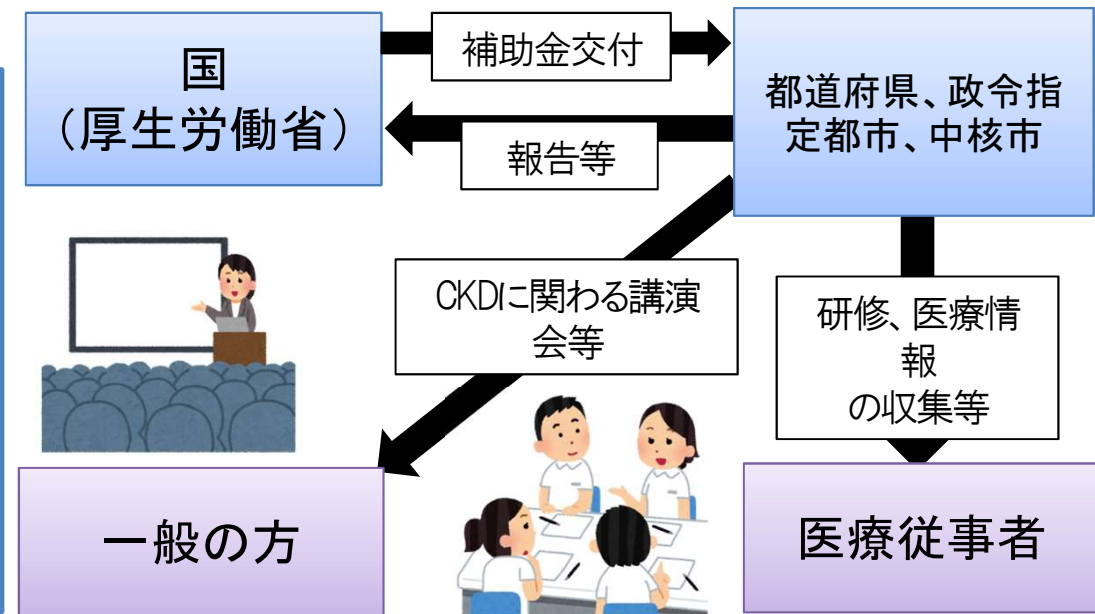 国
（厚生労働省）
補助金交付
都道府県、政令指
定都市、中核市
報告等
CKDに関わる講演
会等
研修、医療情
報
の収集等
一般の方
医療従事者